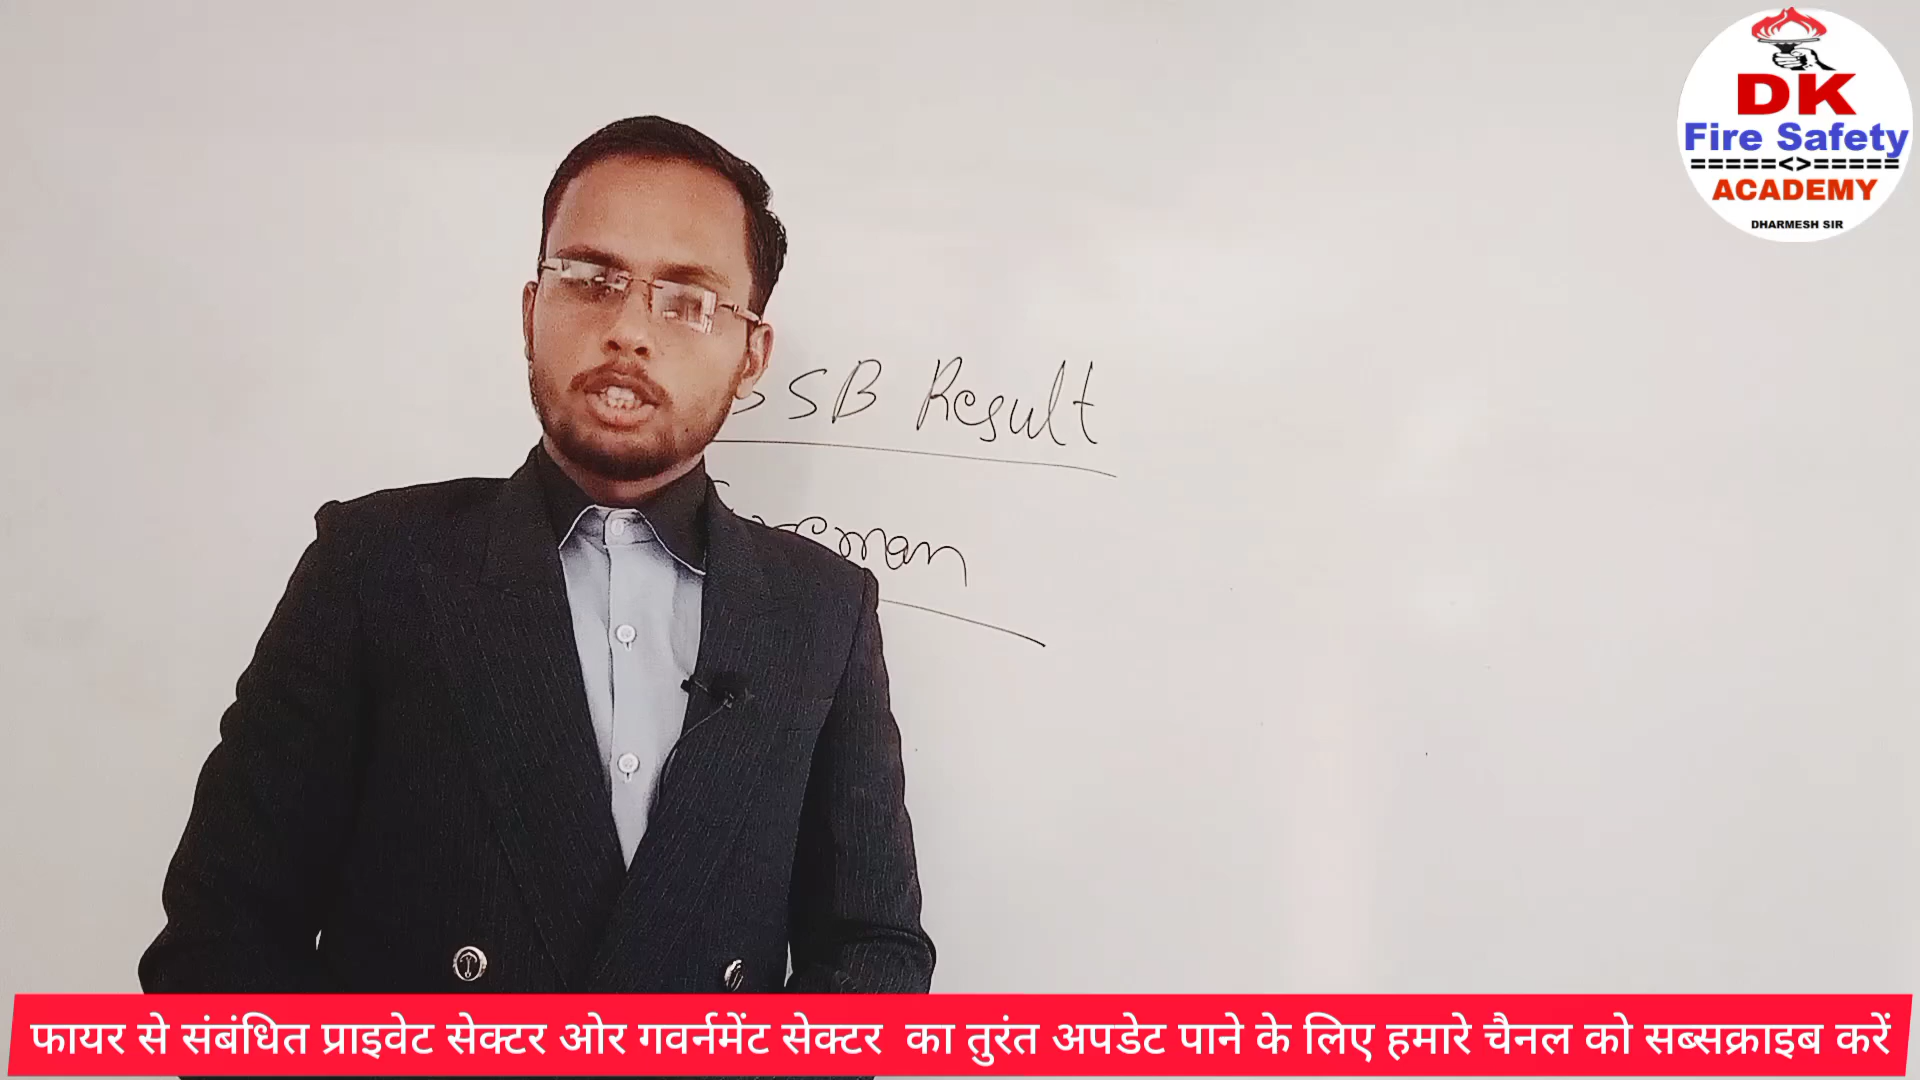 DK
Fire Safety
=====<>=====
ACADEMY
DHARMESH SIR
SSB Result
फायर से संबंधित प्राइवेट सेक्टर ओर गवर्नमेंट सेक्टर का तुरंत अपडेट पाने के लिए हमारे चैनल को सब्सक्राइब करें